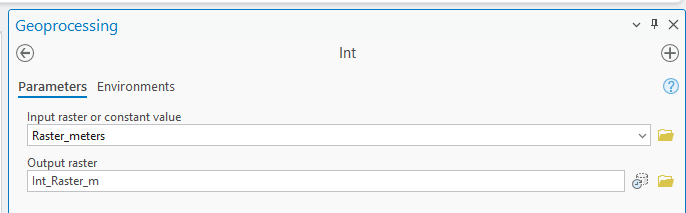 Geoprocessing
Int
Parameters Environments
Input raster or constant value
Raster_meters
Output raster
Int_Raster_m